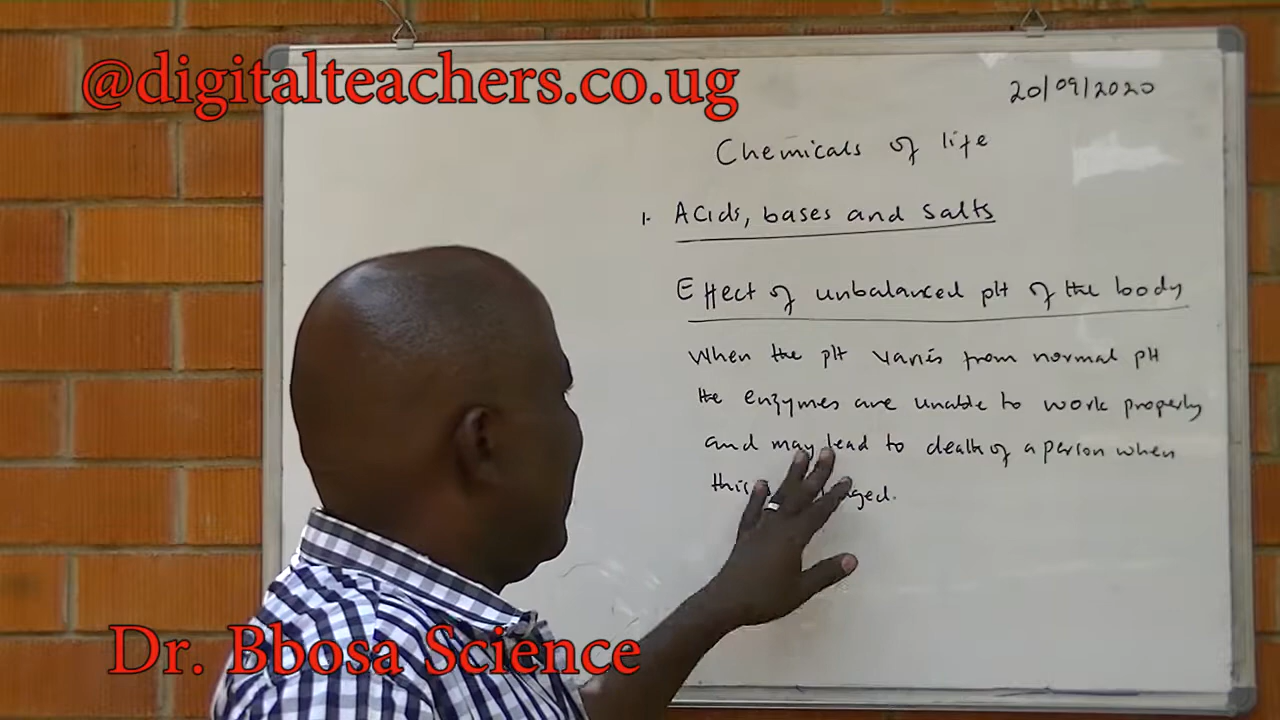 @digitalteachers.co.ug
20/09/2020
Chemicals of life
1. Acids, bases and Salts
Effect of unbalanced pH of the body
When the pH varies from normal pH
the enzymes are unable to work properly
and may lead to death of a person when
this
Dr. Bbosa Science